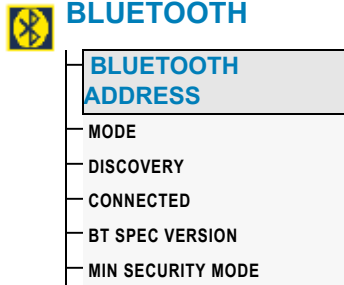 BLUETOOTH
BLUETOOTH
ADDRESS
MODE
DISCOVERY
CONNECTED
BT SPEC VERSION
MIN SECURITY MODE